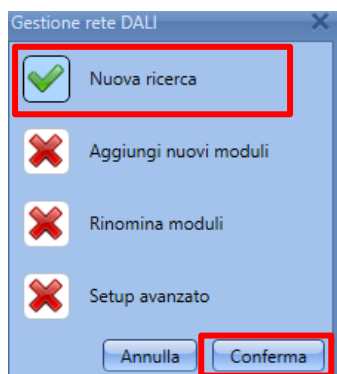 Gestione rete DALI
Nuova ricerca
Aggiungi nuovi moduli
Rinomina moduli
Setup avanzato
Annulla Conferma